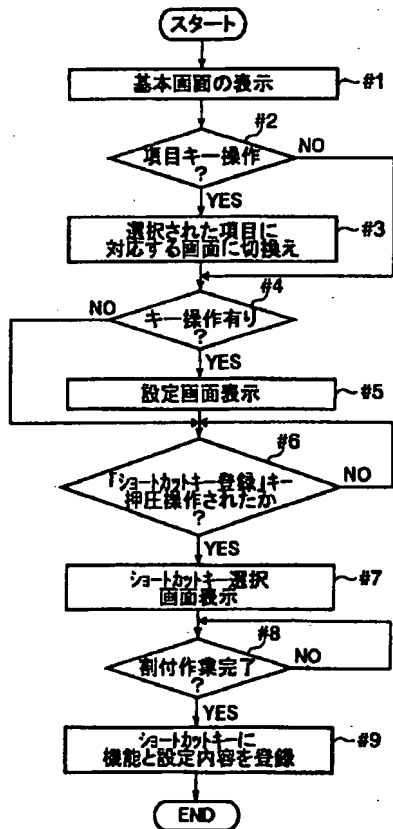 スタート
基本画面の表示
#1
#2
項目キー操作
?
NO
YES
選択された項目に
対応する画面に切換え
#3
#4
NO
キー操作有り
?
YES
設定画面表示
#5
#6
「ショートカットキー登録」キー
押圧操作されたか
?
NO
YES
ショートカットキー選択
画面表示
#7
#8
割付作業完了
?
NO
YES
ショートカットキーに
機能と設定内容を登録
#9
END